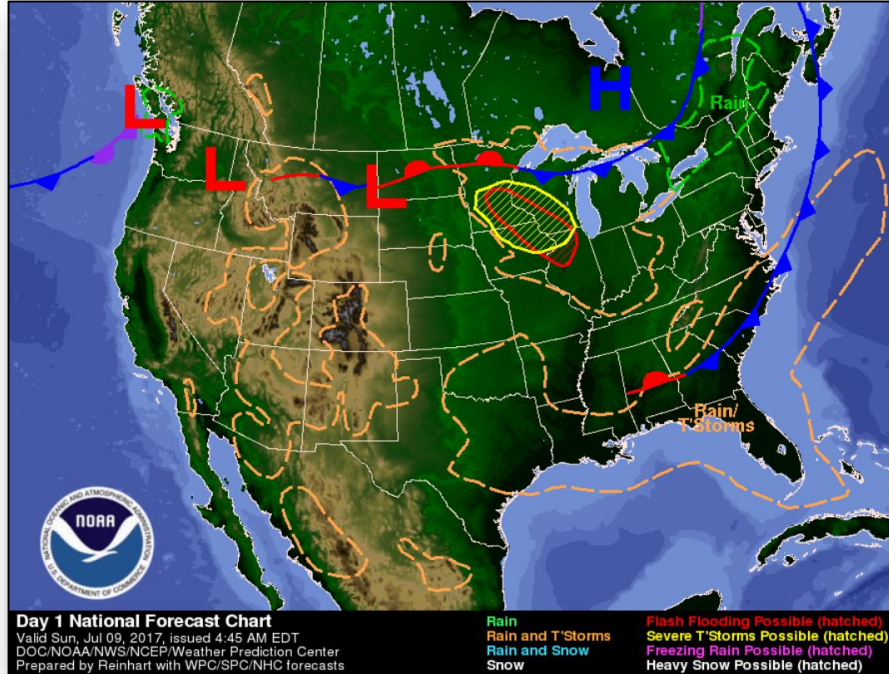 L
H
Rain
L
L
Rain/
T'Storms
NATIONAL OCEANIC AND ATMOSPHERIC ADMINISTRATION
NOAA
U.S. DEPARTMENT OF COMMERCE
Day 1 National Forecast Chart
Valid Sun, Jul 09, 2017, issued 4:45 AM EDT
DOC/NOAA/NWS/NCEP/Weather Prediction Center
Prepared by Reinhart with WPC/SPC/NHC forecasts
Rain
Rain and T'Storms
Rain and Snow
Snow
Flash Flooding Possible (hatched)
Severe T'Storms Possible (hatched)
Freezing Rain Possible (hatched)
Heavy Snow Possible (hatched)